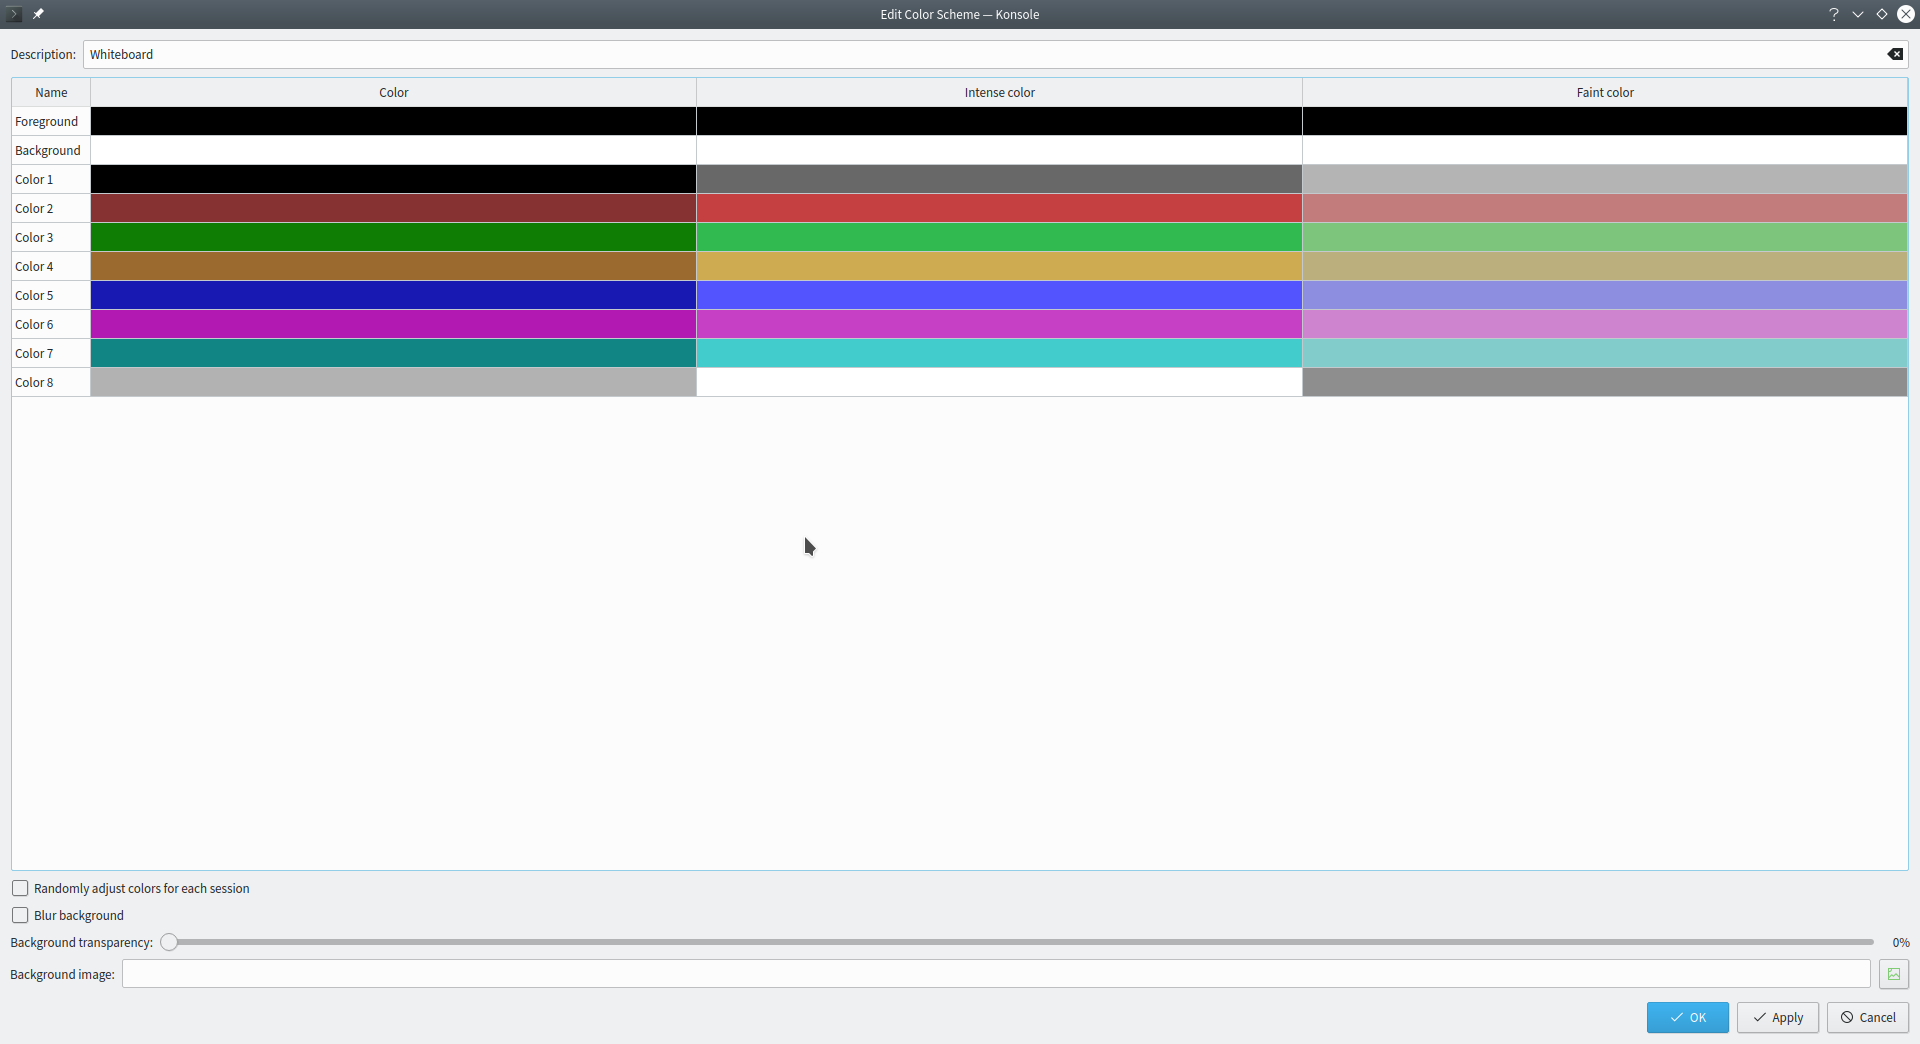 Edit Color Scheme — Konsole
Description: Whiteboard
Name Color Intense color Faint color
Foreground
Background
Color 1
Color 2
Color 3
Color 4
Color 5
Color 6
Color 7
Color 8
Randomly adjust colors for each session
Blur background
Background transparency: 0%
Background image:
OK Apply Cancel